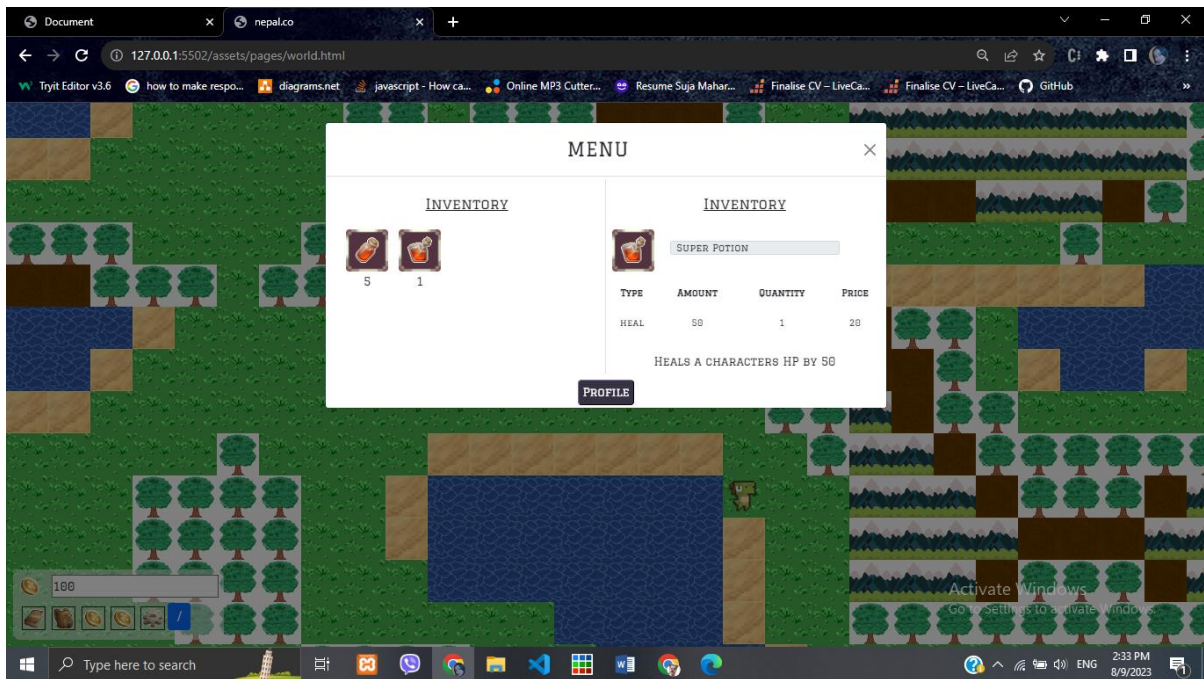 Document
nepal.co
127.0.0.1:5502/assets/pages/world.html
Tryit Editor v3.6 how to make respo... diagrams.net javascript - How ca... Online MP3 Cutter... Resume Suja Mahar... Finalise CV – LiveCa... Finalise CV – LiveCa... GitHub »
MENU
Inventory
5 1
Inventory
Super Potion
Type Amount Quantity Price
heal 50 1 20
Heals a characters HP by 50
Profile
100
/
Activate Windows
Go to Settings to activate Windows.
Type here to search
ENG
2:33 PM
8/9/2023
1